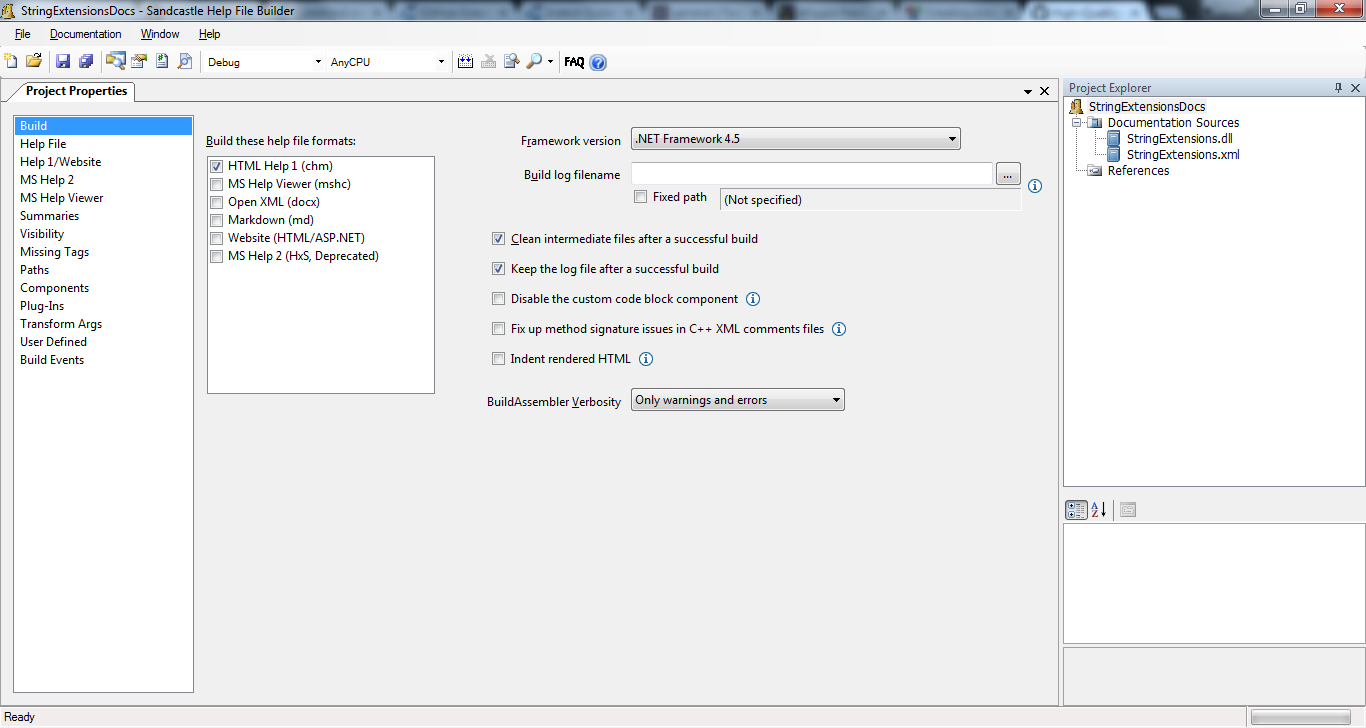 StringExtensionsDocs - Sandcastle Help File Builder
File Documentation Window Help
Debug AnyCPU FAQ
Project Properties
Build
Help File
Help 1/Website
MS Help 2
MS Help Viewer
Summaries
Visibility
Missing Tags
Paths
Components
Plug-Ins
Transform Args
User Defined
Build Events
Build these help file formats:
HTML Help 1 (chm)
MS Help Viewer (mshc)
Open XML (docx)
Markdown (md)
Website (HTML/ASP.NET)
MS Help 2 (HxS, Deprecated)
Framework version .NET Framework 4.5
Build log filename ...
Fixed path (Not specified)
Clean intermediate files after a successful build
Keep the log file after a successful build
Disable the custom code block component
Fix up method signature issues in C++ XML comments files
Indent rendered HTML
BuildAssembler Verbosity Only warnings and errors
Project Explorer
StringExtensionsDocs
Documentation Sources
StringExtensions.dll
StringExtensions.xml
References
Ready